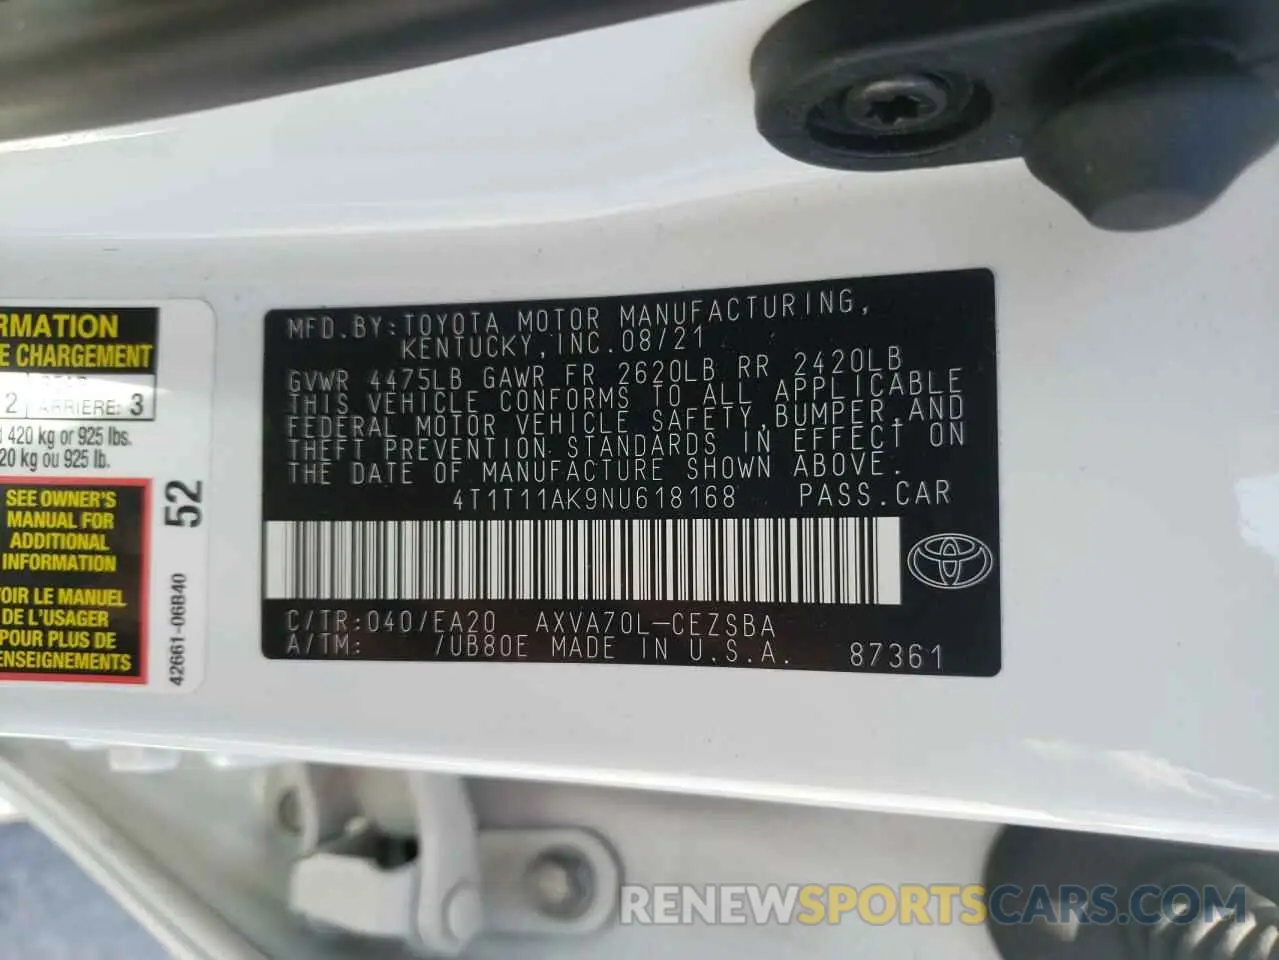 RMATION
E CHARGEMENT
2 ARRIERE: 3
420 kg or 925 lbs.
20 kg ou 925 lb.
SEE OWNER'S
MANUAL FOR
ADDITIONAL
INFORMATION
VOIR LE MANUEL
DE L'USAGER
POUR PLUS DE
RENSEIGNEMENTS
52
42661-06B40
MFD.BY:TOYOTA MOTOR MANUFACTURING,
KENTUCKY,INC.08/21
GVWR 4475LB GAWR FR 2620LB RR 2420LB
THIS VEHICLE CONFORMS TO ALL APPLICABLE
FEDERAL MOTOR VEHICLE SAFETY,BUMPER,AND
THEFT PREVENTION STANDARDS IN EFFECT ON
THE DATE OF MANUFACTURE SHOWN ABOVE.
4T1T11AK9NU618168 PASS.CAR
C/TR:040/EA20 AXVA70L-CEZSBA
A/TM: /UB80E MADE IN U.S.A. 87361
RENEWSPORTSCARS.COM